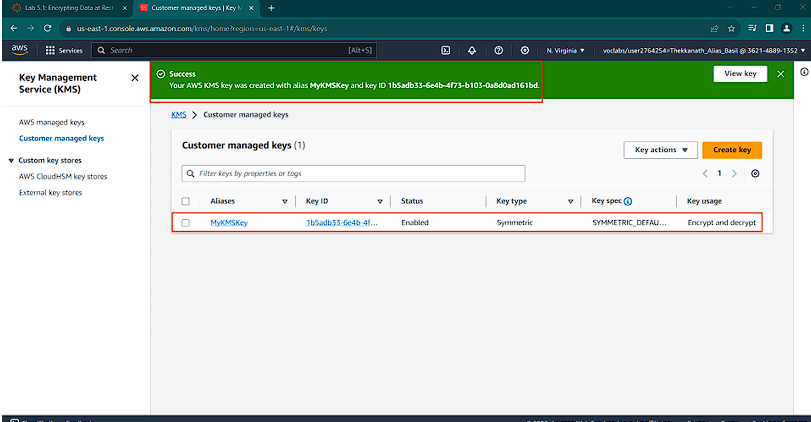 Lab 5.1: Encrypting Data at Rest
Customer managed keys | Key M
us-east-1.console.aws.amazon.com/kms/home?region=us-east-1#/kms/keys
aws Services Search [Alt+S] N. Virginia voclabs/user2764254=Thekkanath_Alias_Basil @ 3621-4889-1352
Key Management Service (KMS)
AWS managed keys
Customer managed keys
Custom key stores
AWS CloudHSM key stores
External key stores
Success
Your AWS KMS key was created with alias MyKMSKey and key ID 1b5adb33-6e4b-4f73-b103-0a8d0ad161bd.
View key
KMS > Customer managed keys
Customer managed keys (1)
Key actions
Create key
Filter keys by properties or tags
1
Aliases Key ID Status Key type Key spec Key usage
MyKMSKey 1b5adb33-6e4b-4f... Enabled Symmetric SYMMETRIC_DEFAU... Encrypt and decrypt